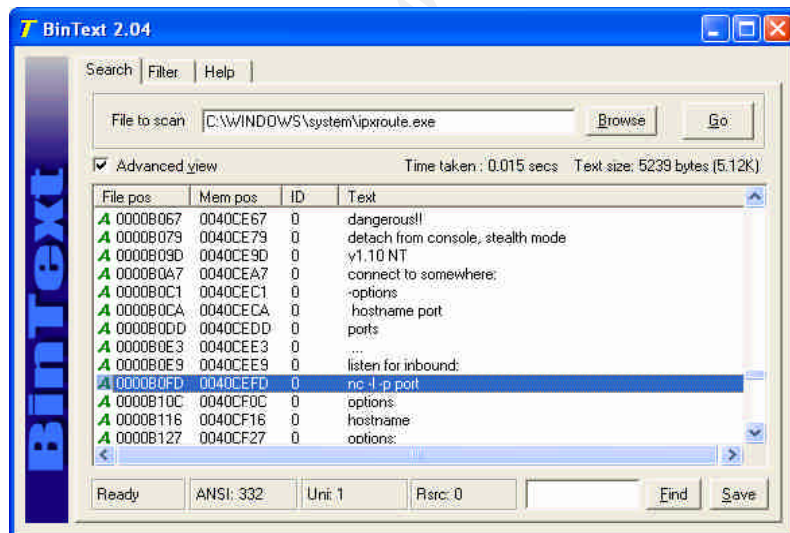 BinText 2.04
Search Filter Help
File to scan C:\WINDOWS\system\ipxroute.exe Browse Go
Advanced view Time taken : 0.015 secs Text size: 5239 bytes (5.12K)
File pos Mem pos ID Text
A 0000B067 0040CE67 0 dangerous!!
A 0000B079 0040CE79 0 detach from console, stealth mode
A 0000B09D 0040CE9D 0 v1.10 NT
A 0000B0A7 0040CEA7 0 connect to somewhere:
A 0000B0C1 0040CEC1 0 -options
A 0000B0CA 0040CECA 0 hostname port
A 0000B0DD 0040CEDD 0 ports
A 0000B0E3 0040CEE3 0 ...
A 0000B0E9 0040CEE9 0 listen for inbound:
A 0000B0FD 0040CEFD 0 nc -l -p port
A 0000B10C 0040CF0C 0 options
A 0000B116 0040CF16 0 hostname
A 0000B127 0040CF27 0 options:
Ready ANSI: 332 Uni: 1 Rsrc: 0 Find Save
BinText